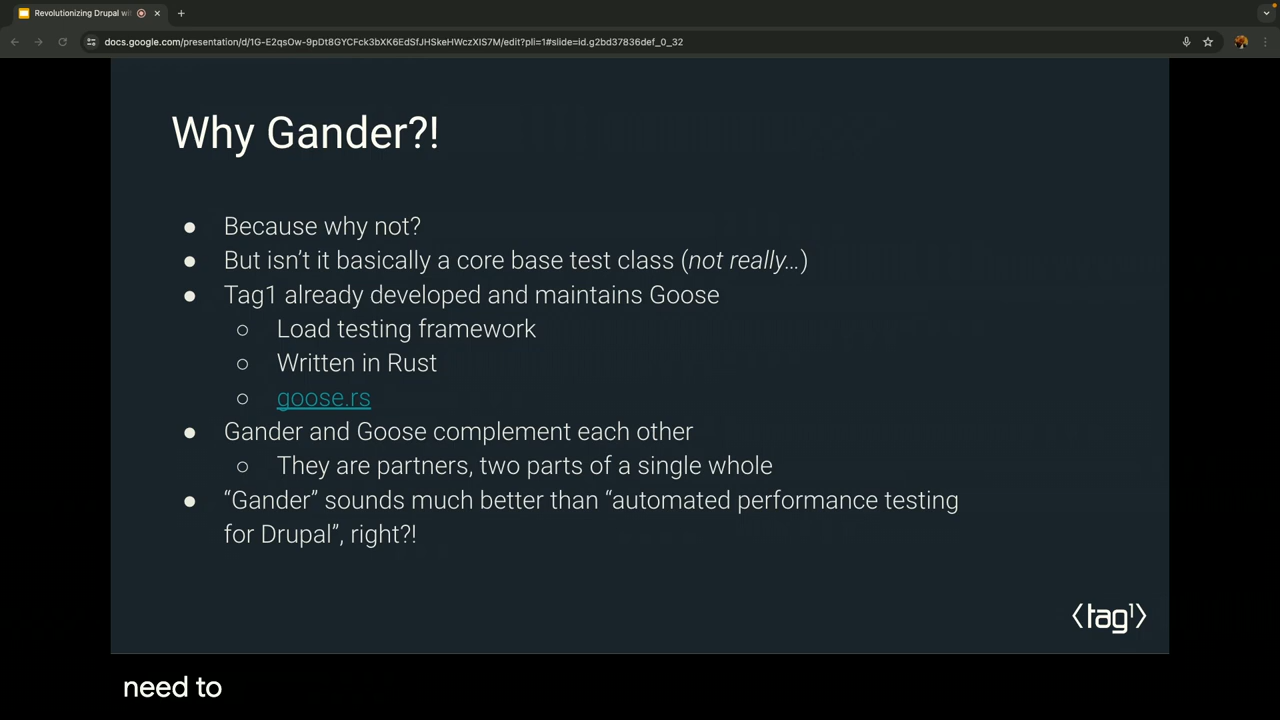 Revolutionizing Drupal wi
docs.google.com/presentation/d/1G-E2qsOw-9pDt8GYCFck3bXK6EdSfJHSkeHWczXIS7M/edit?pli=1#slide=id.g2bd37836def_0_32
Why Gander?!
● Because why not?
● But isn’t it basically a core base test class (not really…)
● Tag1 already developed and maintains Goose
○ Load testing framework
○ Written in Rust
○ goose.rs
● Gander and Goose complement each other
○ They are partners, two parts of a single whole
● “Gander” sounds much better than “automated performance testing
for Drupal”, right?!
<tag1>
need to